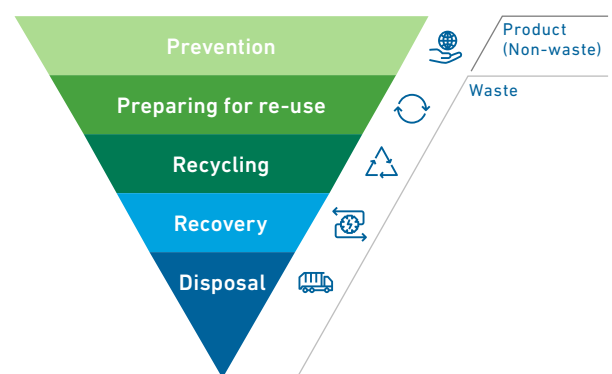 Prevention
Product
(Non-waste)
Waste
Preparing for re-use
Recycling
Recovery
Disposal